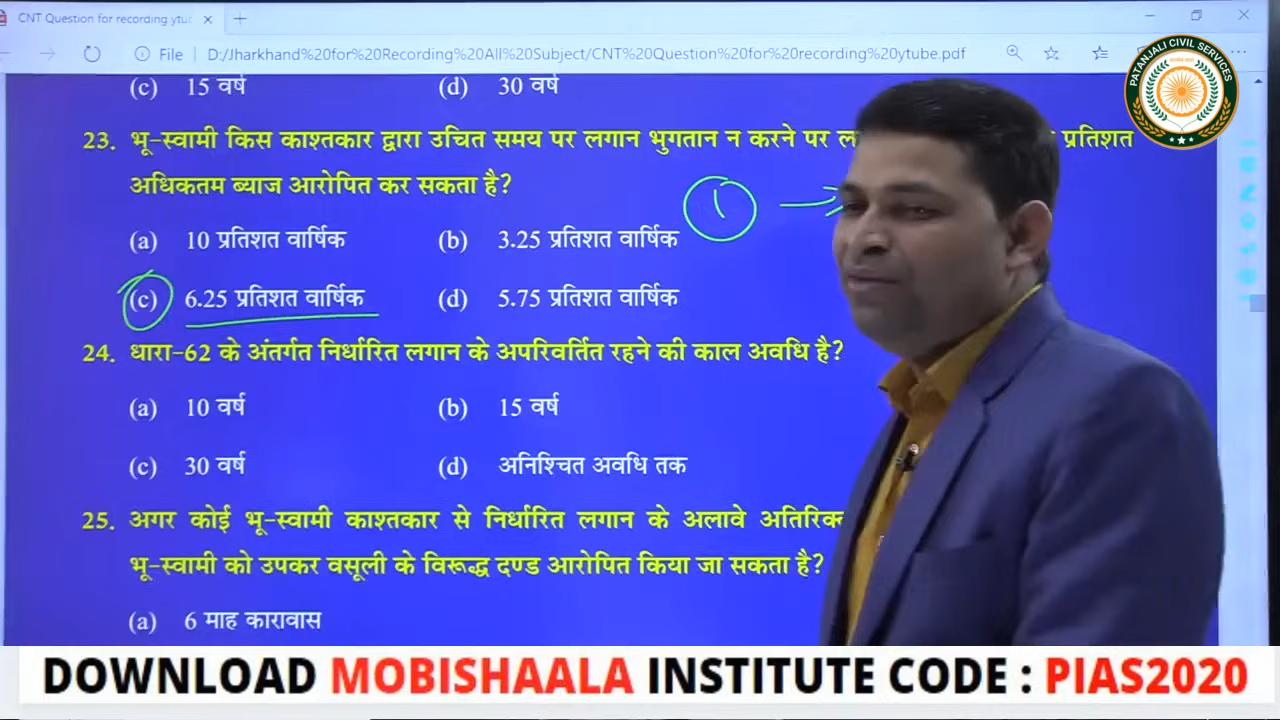 CNT Question for recording ytu
File | D:/Jharkhand%20for%20Recording%20All%20Subject/CNT%20Question%20for%20recording%20ytube.pdf
PATANJALI CIVIL SERVICES
(c) 15 वर्ष (d) 30 वर्ष
23. भू-स्वामी किस काश्तकार द्वारा उचित समय पर लगान भुगतान न करने पर प्रतिशत
अधिकतम ब्याज आरोपित कर सकता है?
(a) 10 प्रतिशत वार्षिक (b) 3.25 प्रतिशत वार्षिक
(c) 6.25 प्रतिशत वार्षिक (d) 5.75 प्रतिशत वार्षिक
24. धारा-62 के अंतर्गत निर्धारित लगान के अपरिवर्तित रहने की काल अवधि है?
(a) 10 वर्ष (b) 15 वर्ष
(c) 30 वर्ष (d) अनिश्चित अवधि तक
25. अगर कोई भू-स्वामी काश्तकार से निर्धारित लगान के अलावे
भू-स्वामी को उपकर वसूली के विरूद्ध दण्ड आरोपित किया जा सकता है?
(a) 6 माह कारावास
DOWNLOAD MOBISHAALA INSTITUTE CODE : PIAS2020